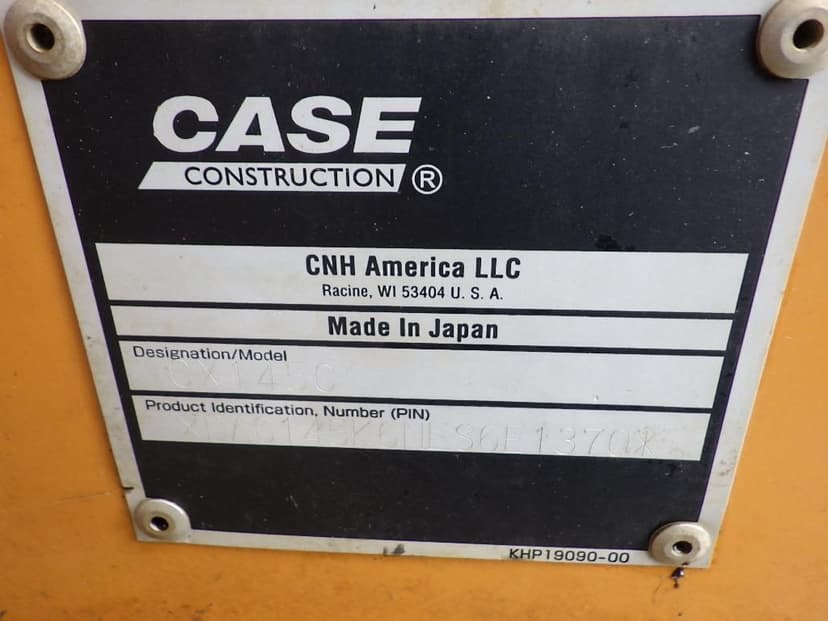 CASE
CONSTRUCTION ®
CNH America LLC
Racine, WI 53404 U. S. A.
Made In Japan
Designation/Model
CX145C
Product Identification, Number (PIN)
KHP19090-00